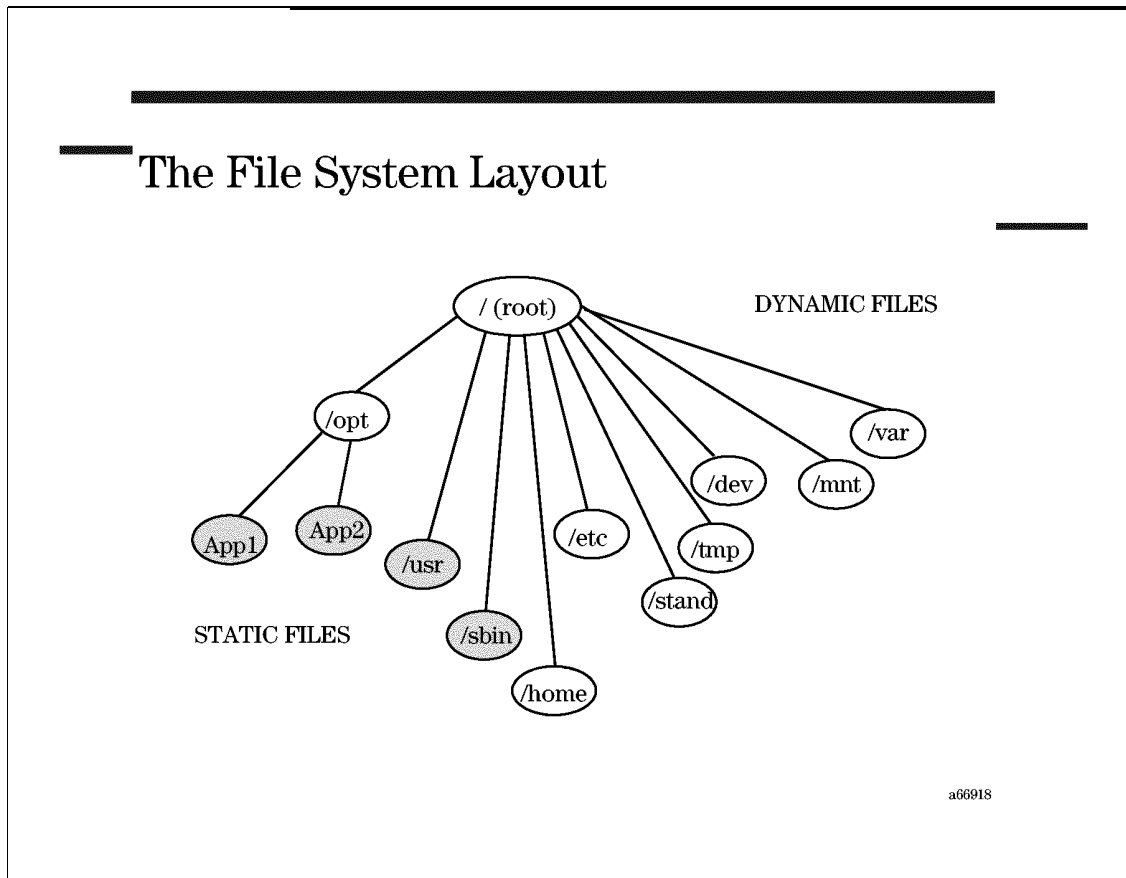 The File System Layout
/ (root)
DYNAMIC FILES
/opt
/var
/dev
/mnt
App1
App2
/usr
/etc
/tmp
/stand
STATIC FILES
/sbin
/home
a66918